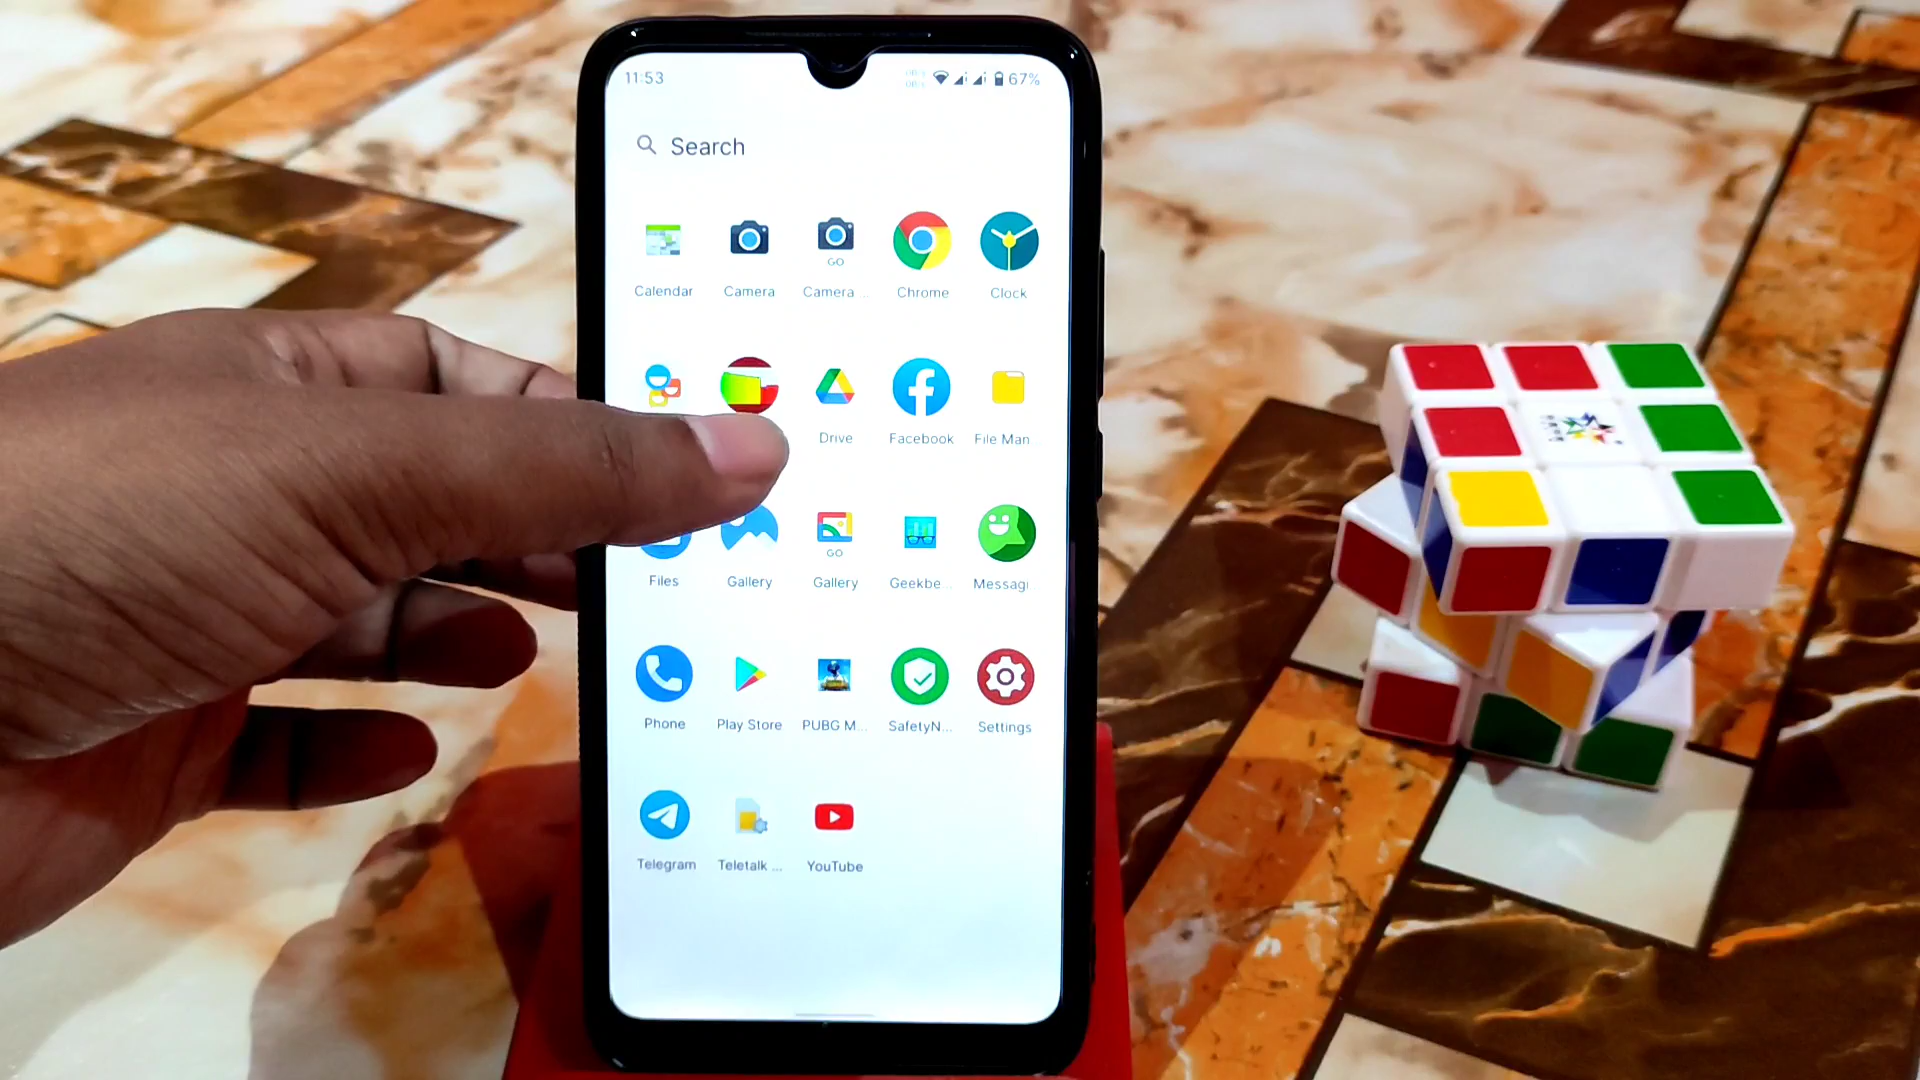 11:53
67%
Search
Calendar
Camera
Camera ...
Chrome
Clock
GO
Drive
Facebook
File Man
Files
Gallery
Gallery
Geekbe...
Messagi
GO
Phone
Play Store
PUBG M...
SafetyN...
Settings
Telegram
Teletalk ...
YouTube